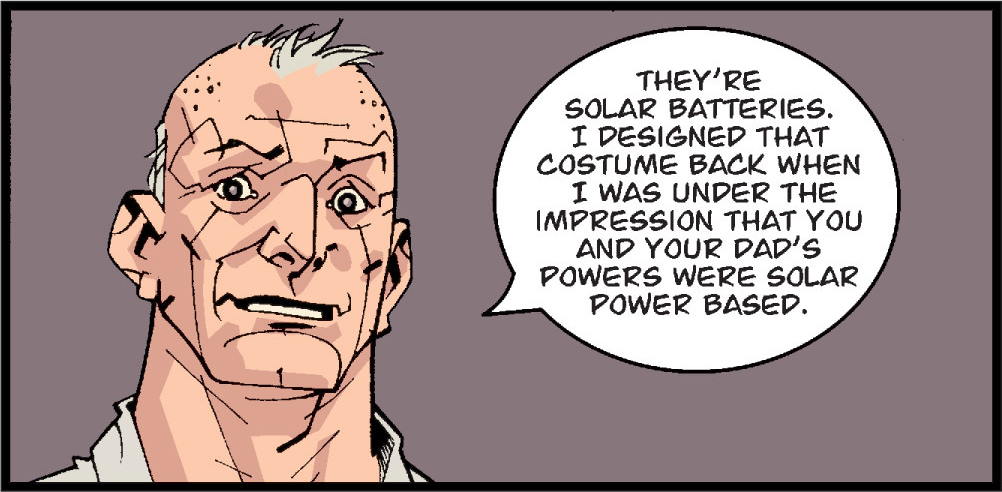 THEY'RE
SOLAR BATTERIES.
I DESIGNED THAT
COSTUME BACK WHEN
I WAS UNDER THE
IMPRESSION THAT YOU
AND YOUR DAD'S
POWERS WERE SOLAR
POWER BASED.